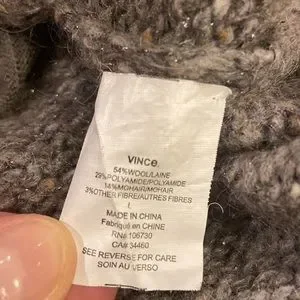 VINCE.
54%WOOL/LAINE
29%POLYAMIDE/POLYAMIDE
14%MOHAIR/MOHAIR
3%OTHER FIBRE/AUTRES FIBRES
L
MADE IN CHINA
Fabriqué en CHINE
RN# 106730
CA# 34460
SEE REVERSE FOR CARE
SOIN AU VERSO